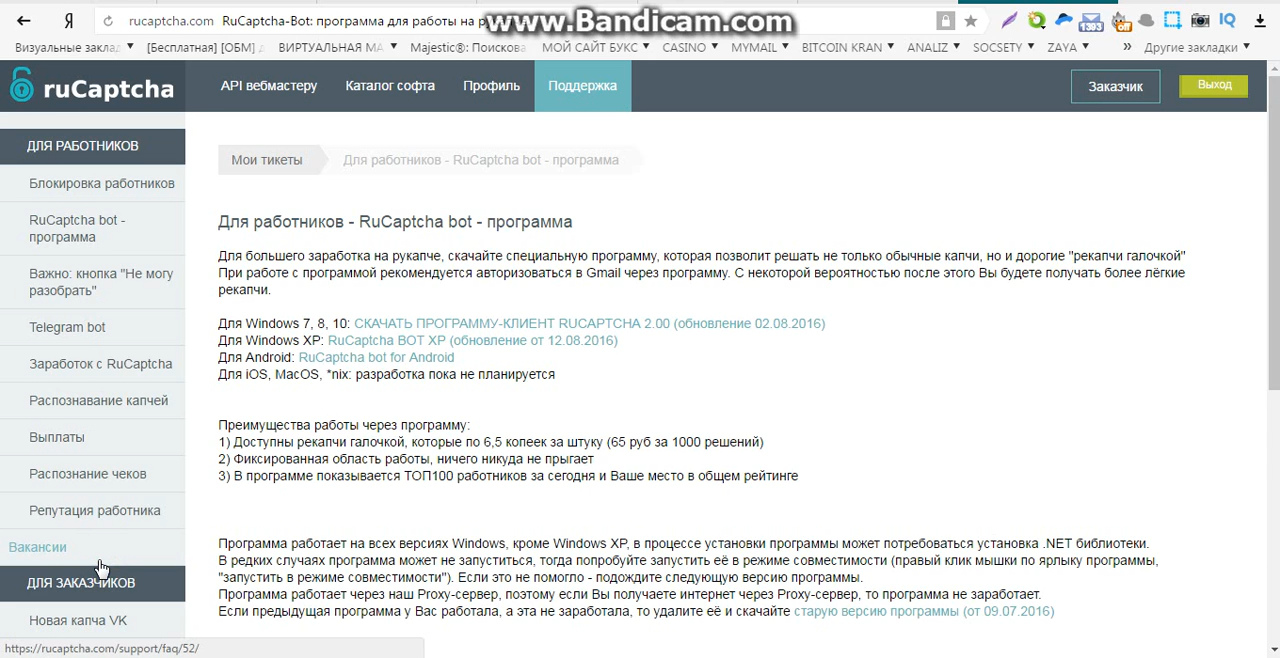 Я
rucaptcha.com RuCaptcha-Bot: программа для работы на
www.Bandicam.com
Визуальные заклад
[Бесплатная] [ОБМ]
ВИРТУАЛЬНАЯ МА
Majestic®: Поискова
МОЙ САЙТ БУКС
CASINO
MYMAIL
BITCOIN KRAN
ANALIZ
SOCSETY
ZAYA
» Другие закладки
ruCaptcha
API вебмастеру
Каталог софта
Профиль
Поддержка
Заказчик
Выход
ДЛЯ РАБОТНИКОВ
Блокировка работников
RuCaptcha bot -
программа
Важно: кнопка "Не могу
разобрать"
Telegram bot
Заработок с RuCaptcha
Распознавание капчей
Выплаты
Распознание чеков
Репутация работника
Вакансии
ДЛЯ ЗАКАЗЧИКОВ
Новая капча VK
https://rucaptcha.com/support/faq/52/
Мои тикеты
Для работников - RuCaptcha bot - программа
Для работников - RuCaptcha bot - программа
Для большего заработка на рукапче, скачайте специальную программу, которая позволит решать не только обычные капчи, но и дорогие "рекапчи галочкой"
При работе с программой рекомендуется авторизоваться в Gmail через программу. С некоторой вероятностью после этого Вы будете получать более лёгкие
рекапчи.
Для Windows 7, 8, 10: СКАЧАТЬ ПРОГРАММУ-КЛИЕНТ RUCAPTCHA 2.00 (обновление 02.08.2016)
Для Windows XP: RuCaptcha BOT XP (обновление от 12.08.2016)
Для Android: RuCaptcha bot for Android
Для iOS, MacOS, *nix: разработка пока не планируется
Преимущества работы через программу:
1) Доступны рекапчи галочкой, которые по 6,5 копеек за штуку (65 руб за 1000 решений)
2) Фиксированная область работы, ничего никуда не прыгает
3) В программе показывается ТОП100 работников за сегодня и Ваше место в общем рейтинге
Программа работает на всех версиях Windows, кроме Windows XP, в процессе установки программы может потребоваться установка .NET библиотеки.
В редких случаях программа может не запуститься, тогда попробуйте запустить её в режиме совместимости (правый клик мышки по ярлыку программы,
"запустить в режиме совместимости"). Если это не помогло - подождите следующую версию программы.
Программа работает через наш Proxy-сервер, поэтому если Вы получаете интернет через Proxy-сервер, то программа не заработает.
Если предыдущая программа у Вас работала, а эта не заработала, то удалите её и скачайте старую версию программы (от 09.07.2016)